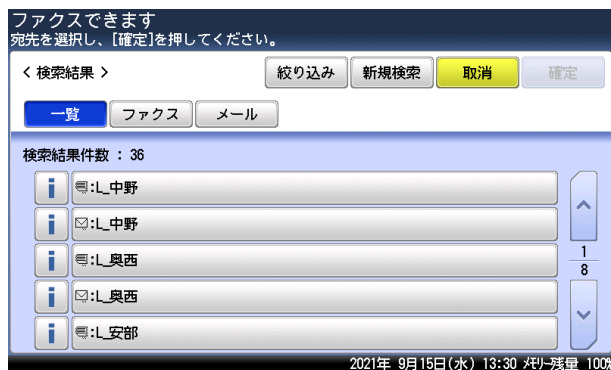 ファクスできます
宛先を選択し、[確定]を押してください。
< 検索結果 > 絞り込み 新規検索 取消 確定
一覧 ファクス メール
検索結果件数 : 36
i :L_中野
i :L_中野
i :L_奥西
1
8
i :L_奥西
i :L_安部
2021年 9月15日(水) 13:30 メモリー残量 100%